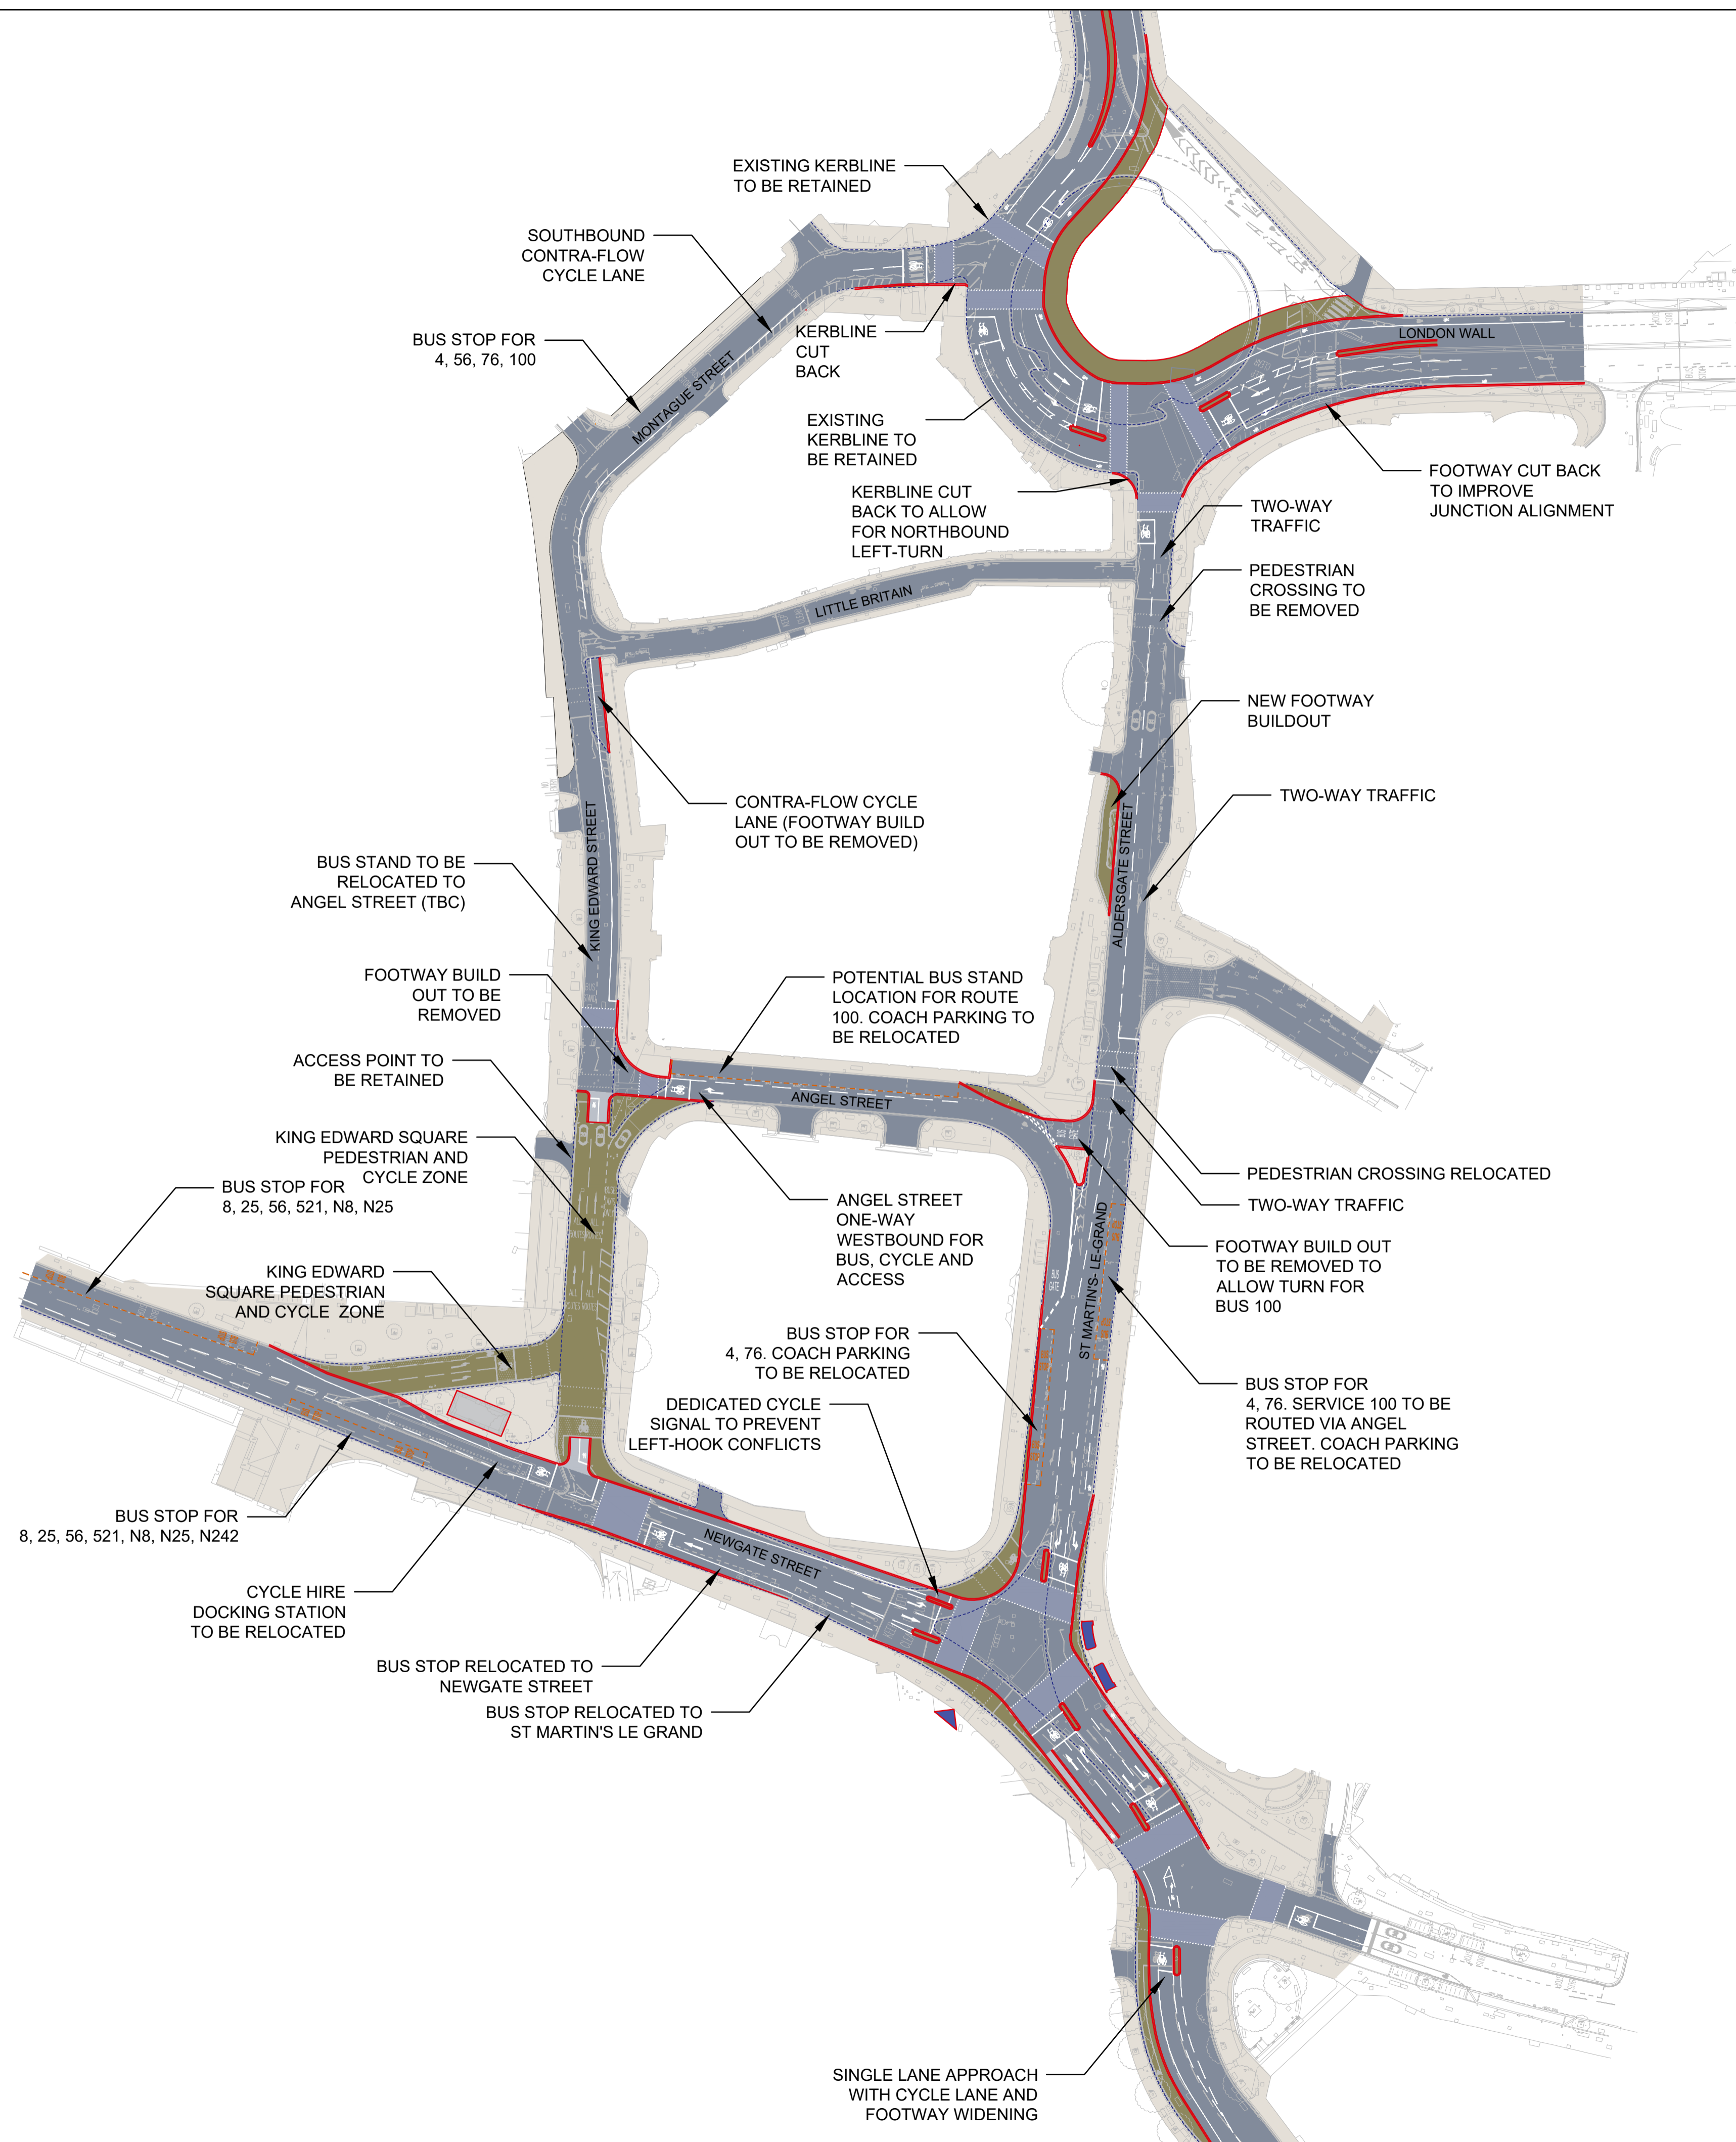 EXISTING KERBLINE
TO BE RETAINED
SOUTHBOUND
CONTRA-FLOW
CYCLE LANE
BUS STOP FOR
4, 56, 76, 100
KERBLINE
CUT
BACK
LONDON WALL
MONTAGUE STREET
EXISTING
KERBLINE TO
BE RETAINED
FOOTWAY CUT BACK
TO IMPROVE
JUNCTION ALIGNMENT
KERBLINE CUT
BACK TO ALLOW
FOR NORTHBOUND
LEFT-TURN
TWO-WAY
TRAFFIC
PEDESTRIAN
CROSSING TO
BE REMOVED
LITTLE BRITAIN
NEW FOOTWAY
BUILDOUT
CONTRA-FLOW CYCLE
LANE (FOOTWAY BUILD
OUT TO BE REMOVED)
TWO-WAY TRAFFIC
KING EDWARD STREET
ALDERSGATE STREET
BUS STAND TO BE
RELOCATED TO
ANGEL STREET (TBC)
FOOTWAY BUILD
OUT TO BE
REMOVED
POTENTIAL BUS STAND
LOCATION FOR ROUTE
100. COACH PARKING TO
BE RELOCATED
ACCESS POINT TO
BE RETAINED
ANGEL STREET
KING EDWARD SQUARE
PEDESTRIAN AND
CYCLE ZONE
PEDESTRIAN CROSSING RELOCATED
TWO-WAY TRAFFIC
BUS STOP FOR
8, 25, 56, 521, N8, N25
ANGEL STREET
ONE-WAY
WESTBOUND FOR
BUS, CYCLE AND
ACCESS
FOOTWAY BUILD OUT
TO BE REMOVED TO
ALLOW TURN FOR
BUS 100
KING EDWARD
SQUARE PEDESTRIAN
AND CYCLE ZONE
ST MARTIN'S- LE-GRAND
BUS STOP FOR
4, 76. COACH PARKING
TO BE RELOCATED
BUS STOP FOR
4, 76. SERVICE 100 TO BE
ROUTED VIA ANGEL
STREET. COACH PARKING
TO BE RELOCATED
DEDICATED CYCLE
SIGNAL TO PREVENT
LEFT-HOOK CONFLICTS
BUS STOP FOR
8, 25, 56, 521, N8, N25, N242
NEWGATE STREET
CYCLE HIRE
DOCKING STATION
TO BE RELOCATED
BUS STOP RELOCATED TO
NEWGATE STREET
BUS STOP RELOCATED TO
ST MARTIN'S LE GRAND
SINGLE LANE APPROACH
WITH CYCLE LANE AND
FOOTWAY WIDENING